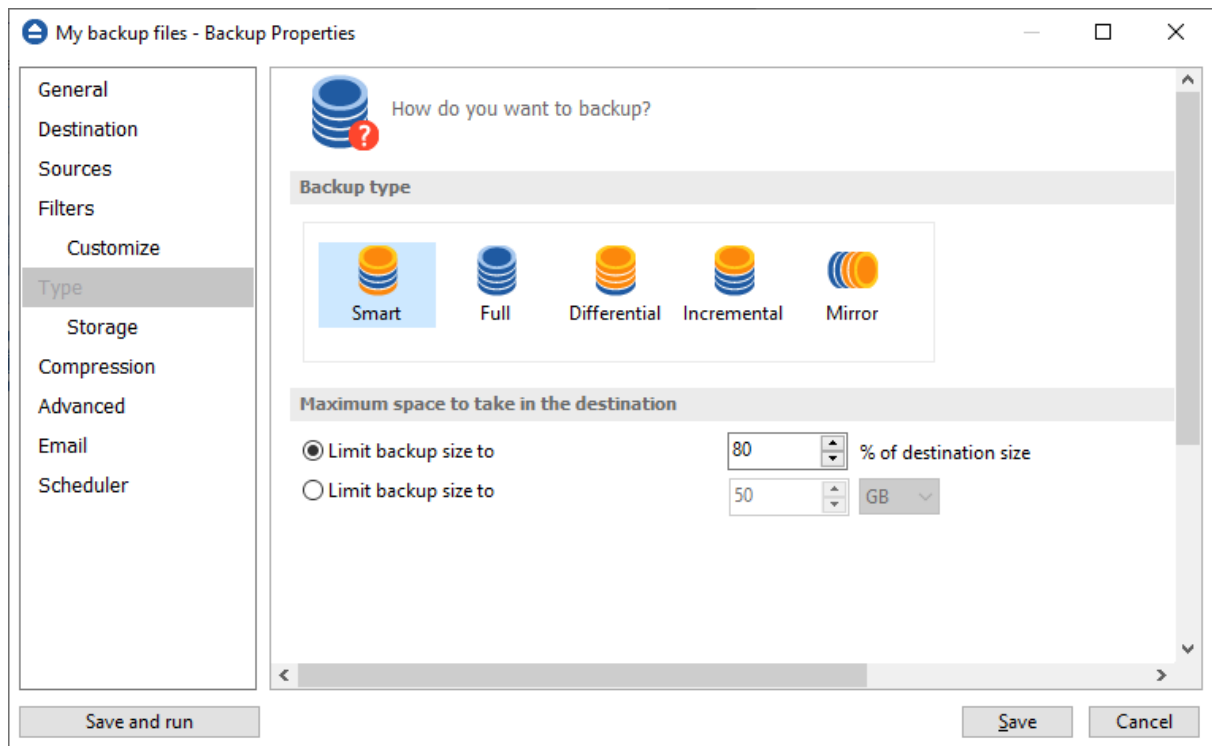 My backup files - Backup Properties
General
Destination
Sources
Filters
Customize
Type
Storage
Compression
Advanced
Email
Scheduler
How do you want to backup?
Backup type
Smart Full Differential Incremental Mirror
Maximum space to take in the destination
Limit backup size to 80 % of destination size
Limit backup size to 50 GB
Save and run Save Cancel